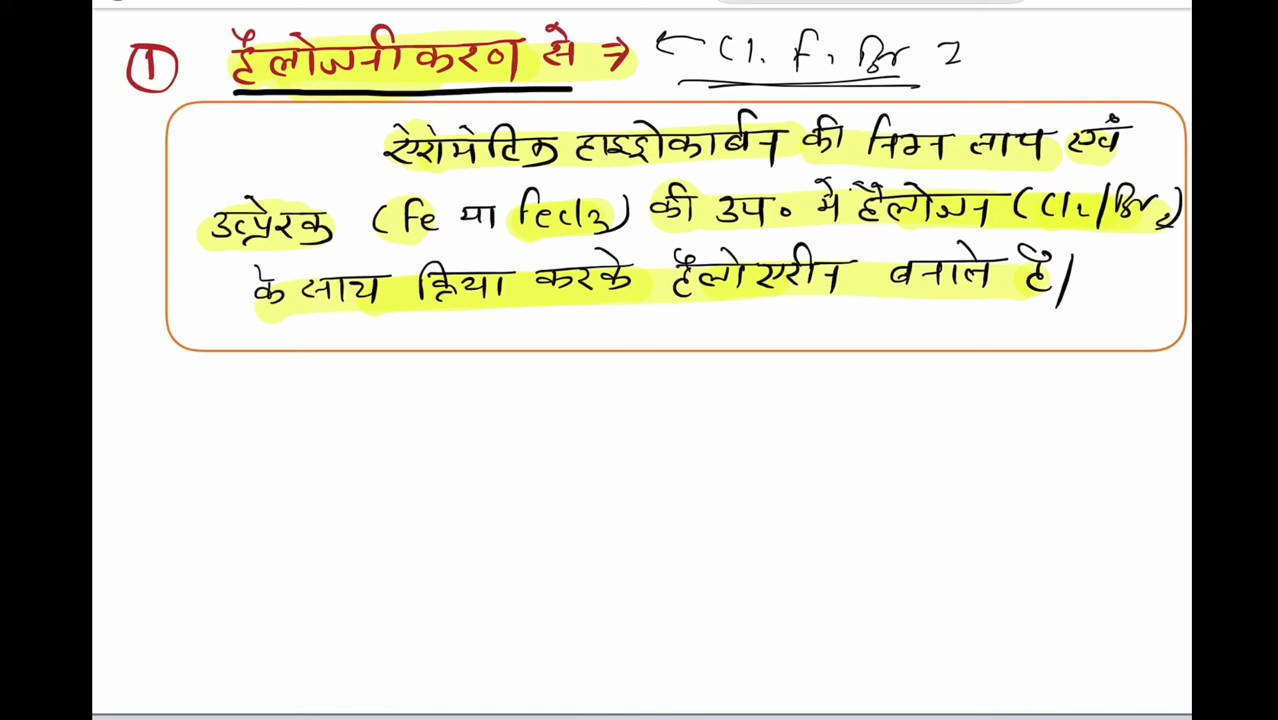 ① हैलोजनीकरण से → ← Cl, F, Br I
ऐरोमेटिक हाइड्रोकार्बन की निम्न ताप एवं
उत्प्रेरक (Fe या FeCl3) की उप० में हैलोजन (Cl2/Br2)
के साथ क्रिया करके हैलोएरीन बनाते है|